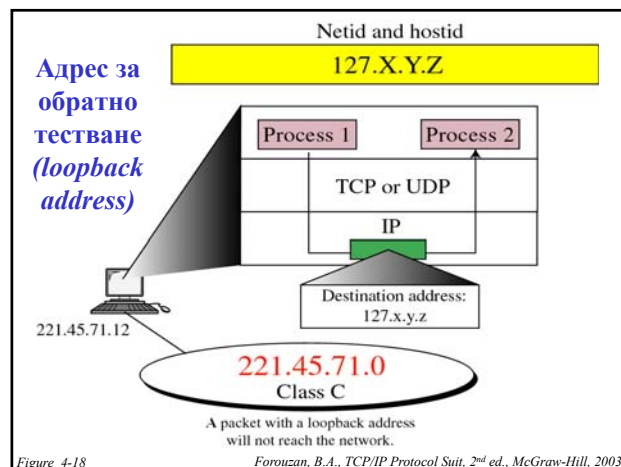 Netid and hostid
127.X.Y.Z
Адрес за
обратно
тестване
(loopback
address)
Process 1
Process 2
TCP or UDP
IP
Destination address:
127.x.y.z
221.45.71.12
221.45.71.0
Class C
A packet with a loopback address
will not reach the network.
Figure 4-18
Forouzan, B.A., TCP/IP Protocol Suit, 2nd ed., McGraw-Hill, 2003